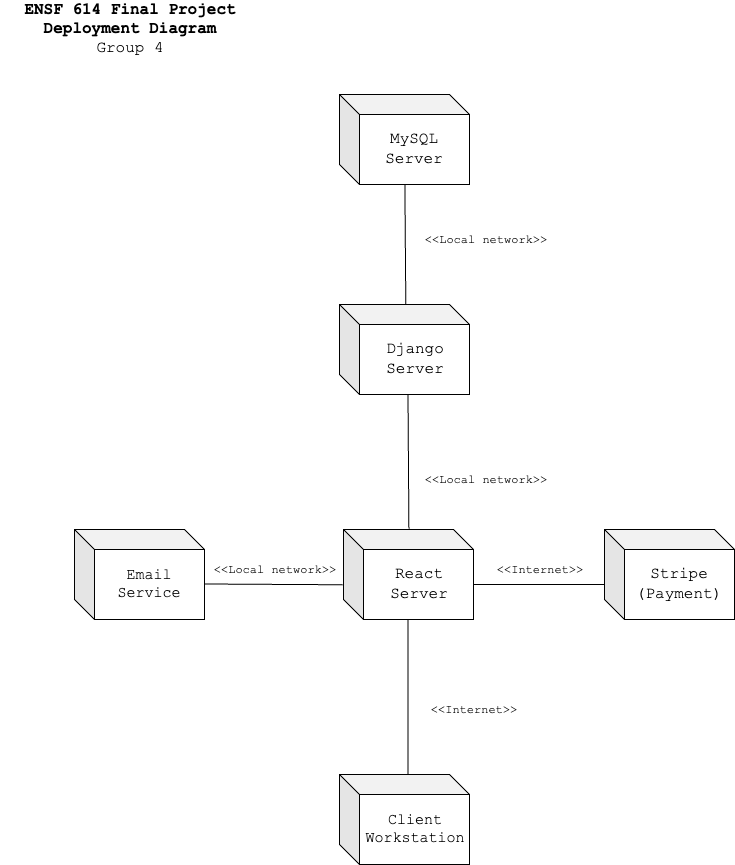 ENSF 614 Final Project
Deployment Diagram
Group 4
MySQL
Server
<<Local network>>
Django
Server
<<Local network>>
Email
Service
<<Local network>>
React
Server
<<Internet>>
Stripe
(Payment)
<<Internet>>
Client
Workstation